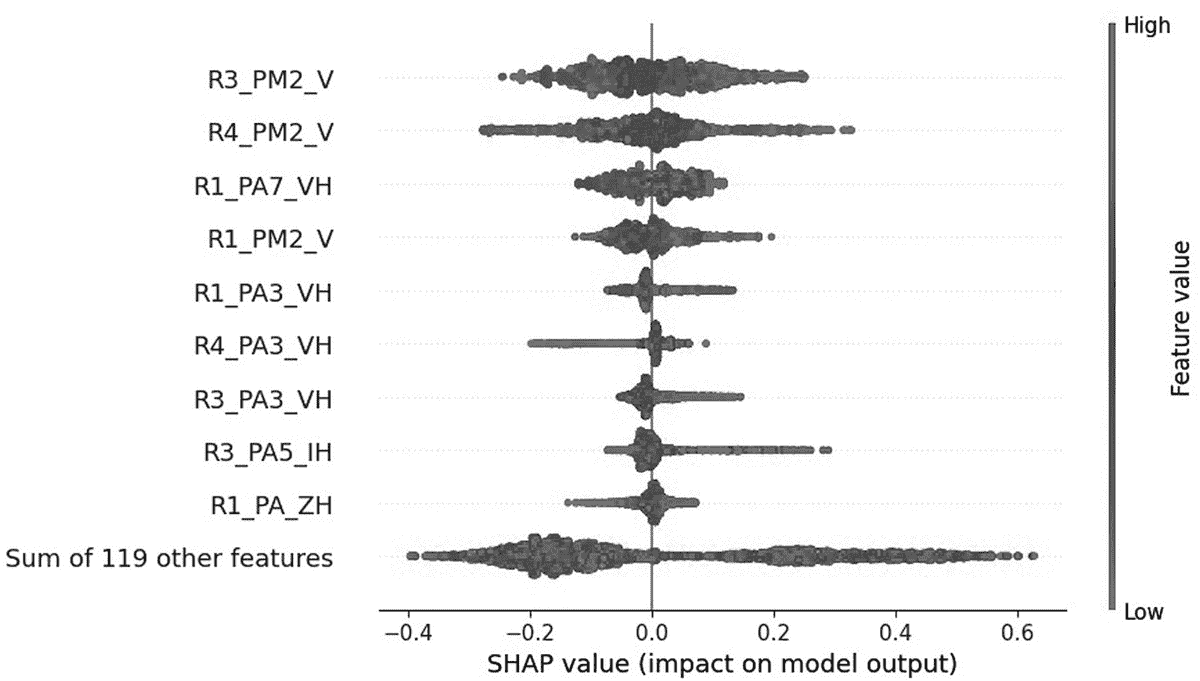 High
R3_PM2_V
R4_PM2_V
R1_PA7_VH
R1_PM2_V
R1_PA3_VH
R4_PA3_VH
R3_PA3_VH
R3_PA5_IH
R1_PA_ZH
Sum of 119 other features
Feature value
Low
−0.4 −0.2 0.0 0.2 0.4 0.6
SHAP value (impact on model output)